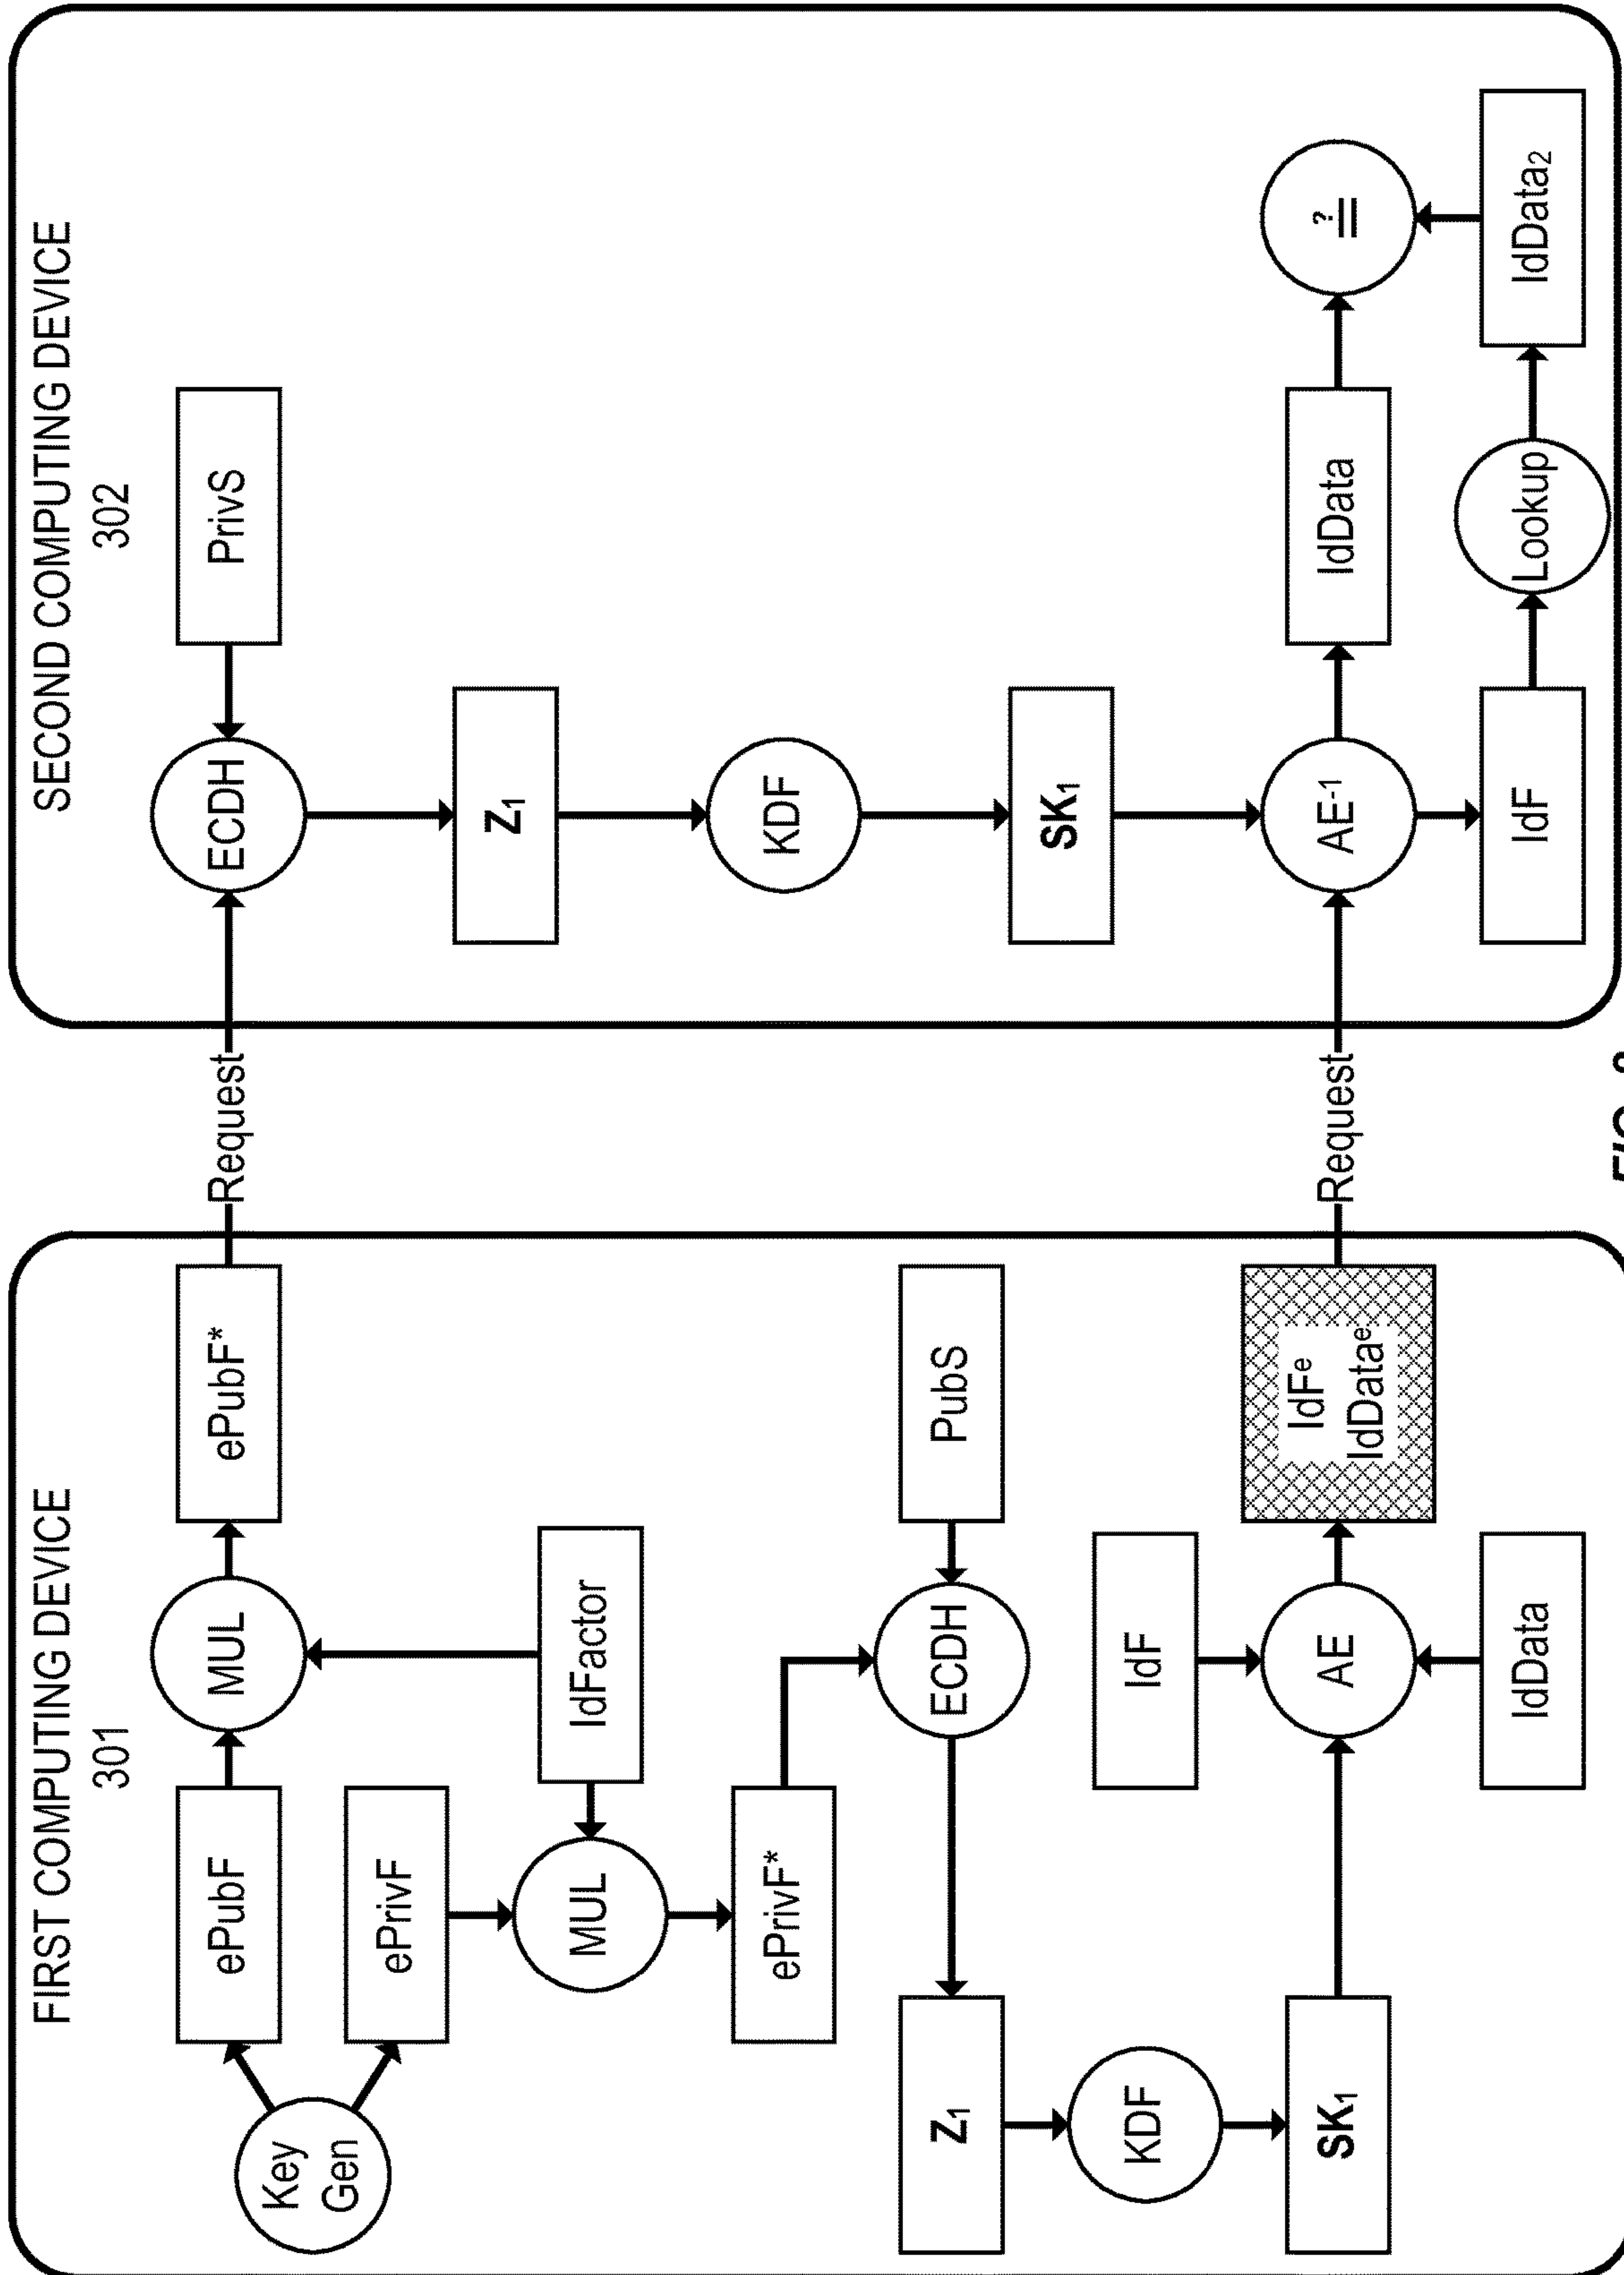 FIRST COMPUTING DEVICE
301
Key
Gen
ePubF
MUL
ePubF*
ePrivF
MUL
IdFactor
ePrivF*
Z₁
ECDH
PubS
KDF
IdF
SK₁
AE
IdFᵉ
IdDataᵉ
IdData
Request
Request
SECOND COMPUTING DEVICE
302
ECDH
PrivS
Z₁
KDF
SK₁
AE⁻¹
IdData
?
=
IdF
Lookup
IdData₂